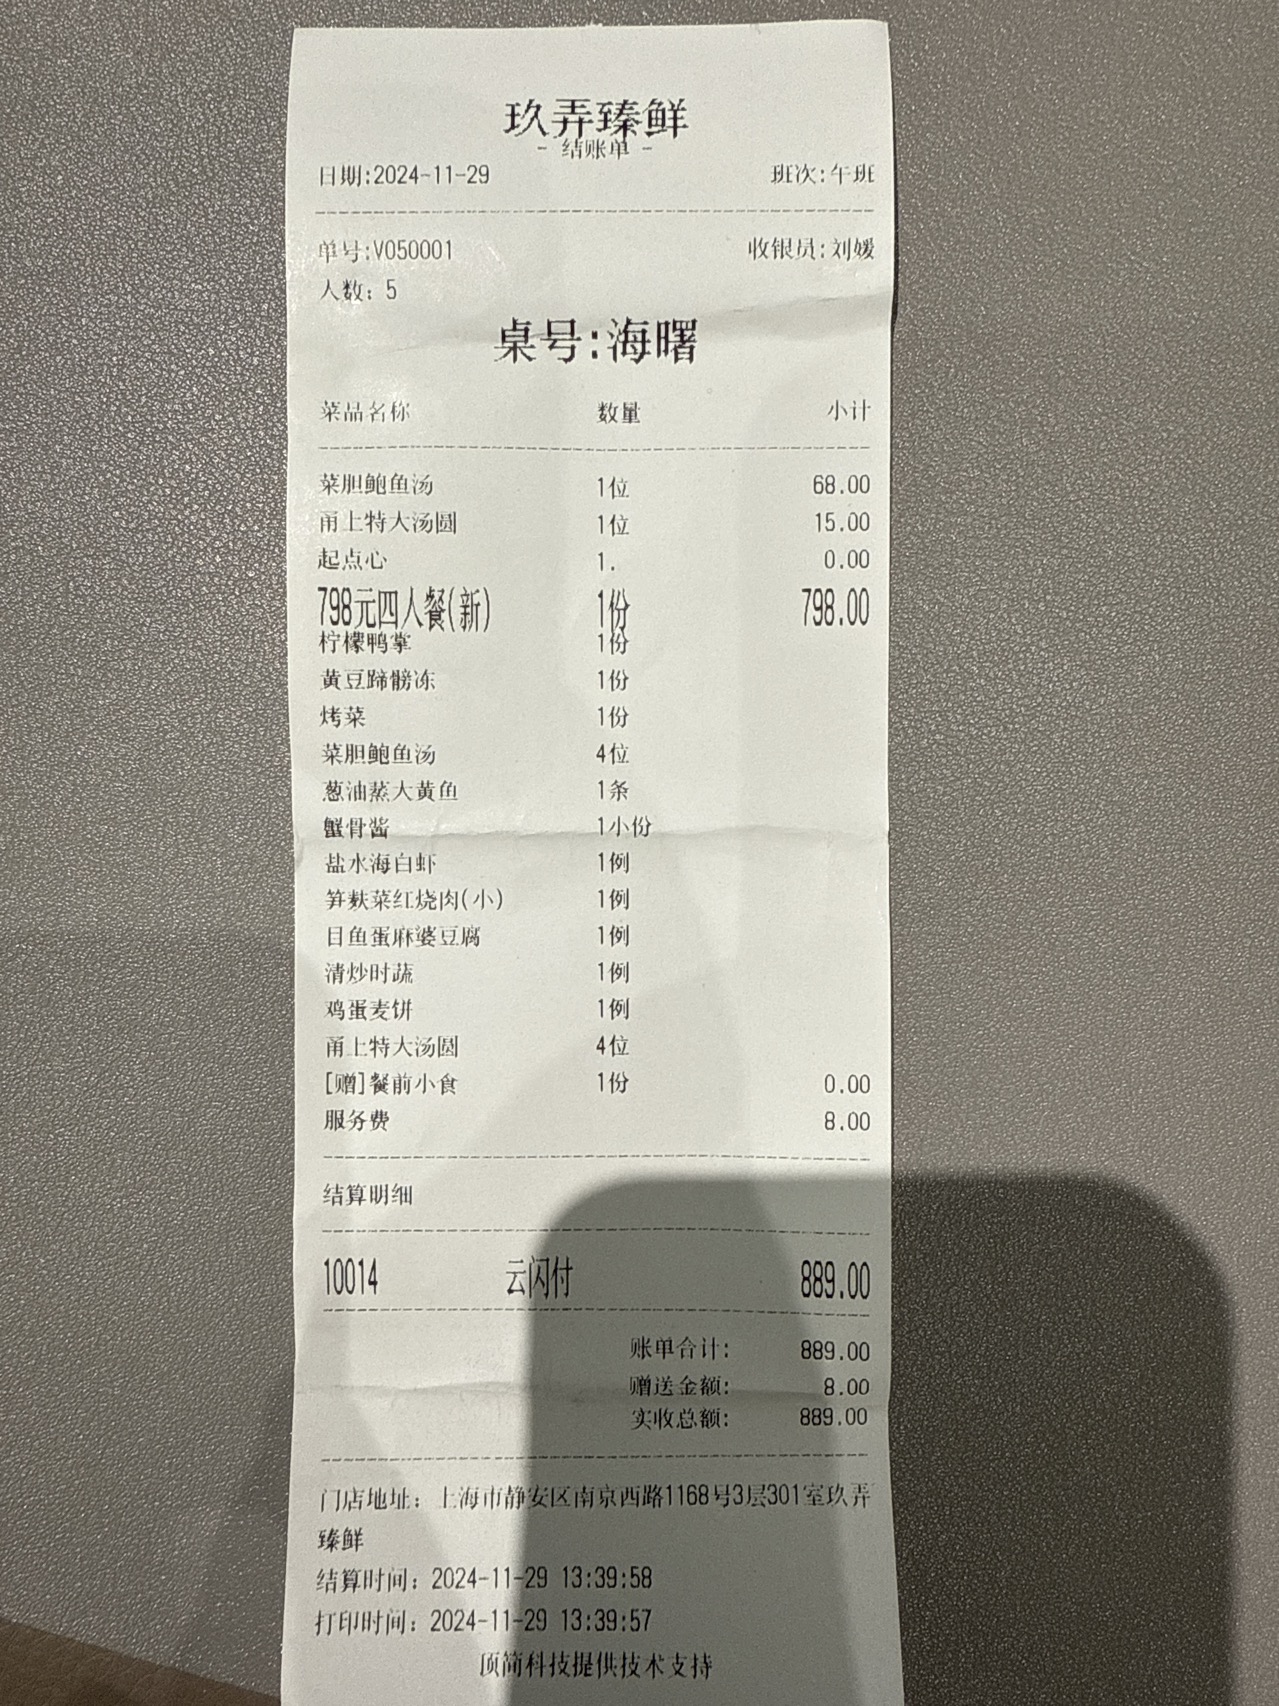 玖弄臻鲜
- 结账单 -
日期:2024-11-29 班次:午班
单号:V050001 收银员:刘媛
人数: 5
桌号:海曙
菜品名称 数量 小计
菜胆鲍鱼汤 1位 68.00
甬上特大汤圆 1位 15.00
起点心 1. 0.00
798元四人餐(新) 1份 798.00
柠檬鸭掌 1份
黄豆蹄髈冻 1份
烤菜 1份
菜胆鲍鱼汤 4位
葱油蒸大黄鱼 1条
蟹骨酱 1小份
盐水海白虾 1例
笋麸菜红烧肉(小) 1例
目鱼蛋麻婆豆腐 1例
清炒时蔬 1例
鸡蛋麦饼 1例
甬上特大汤圆 4位
[赠]餐前小食 1份 0.00
服务费 8.00
结算明细
10014 云闪付 889.00
账单合计: 889.00
赠送金额: 8.00
实收总额: 889.00
门店地址: 上海市静安区南京西路1168号3层301室玖弄
臻鲜
结算时间: 2024-11-29 13:39:58
打印时间: 2024-11-29 13:39:57
顶简科技提供技术支持